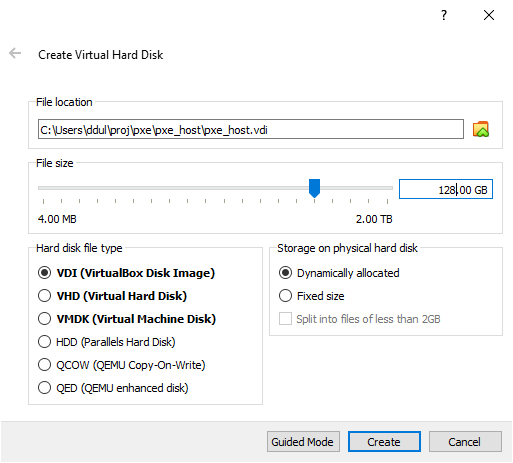 ?
Create Virtual Hard Disk
File location
C:\Users\ddul\proj\pxe\pxe_host\pxe_host.vdi
File size
128.00 GB
4.00 MB 2.00 TB
Hard disk file type
VDI (VirtualBox Disk Image)
VHD (Virtual Hard Disk)
VMDK (Virtual Machine Disk)
HDD (Parallels Hard Disk)
QCOW (QEMU Copy-On-Write)
QED (QEMU enhanced disk)
Storage on physical hard disk
Dynamically allocated
Fixed size
Split into files of less than 2GB
Guided Mode Create Cancel